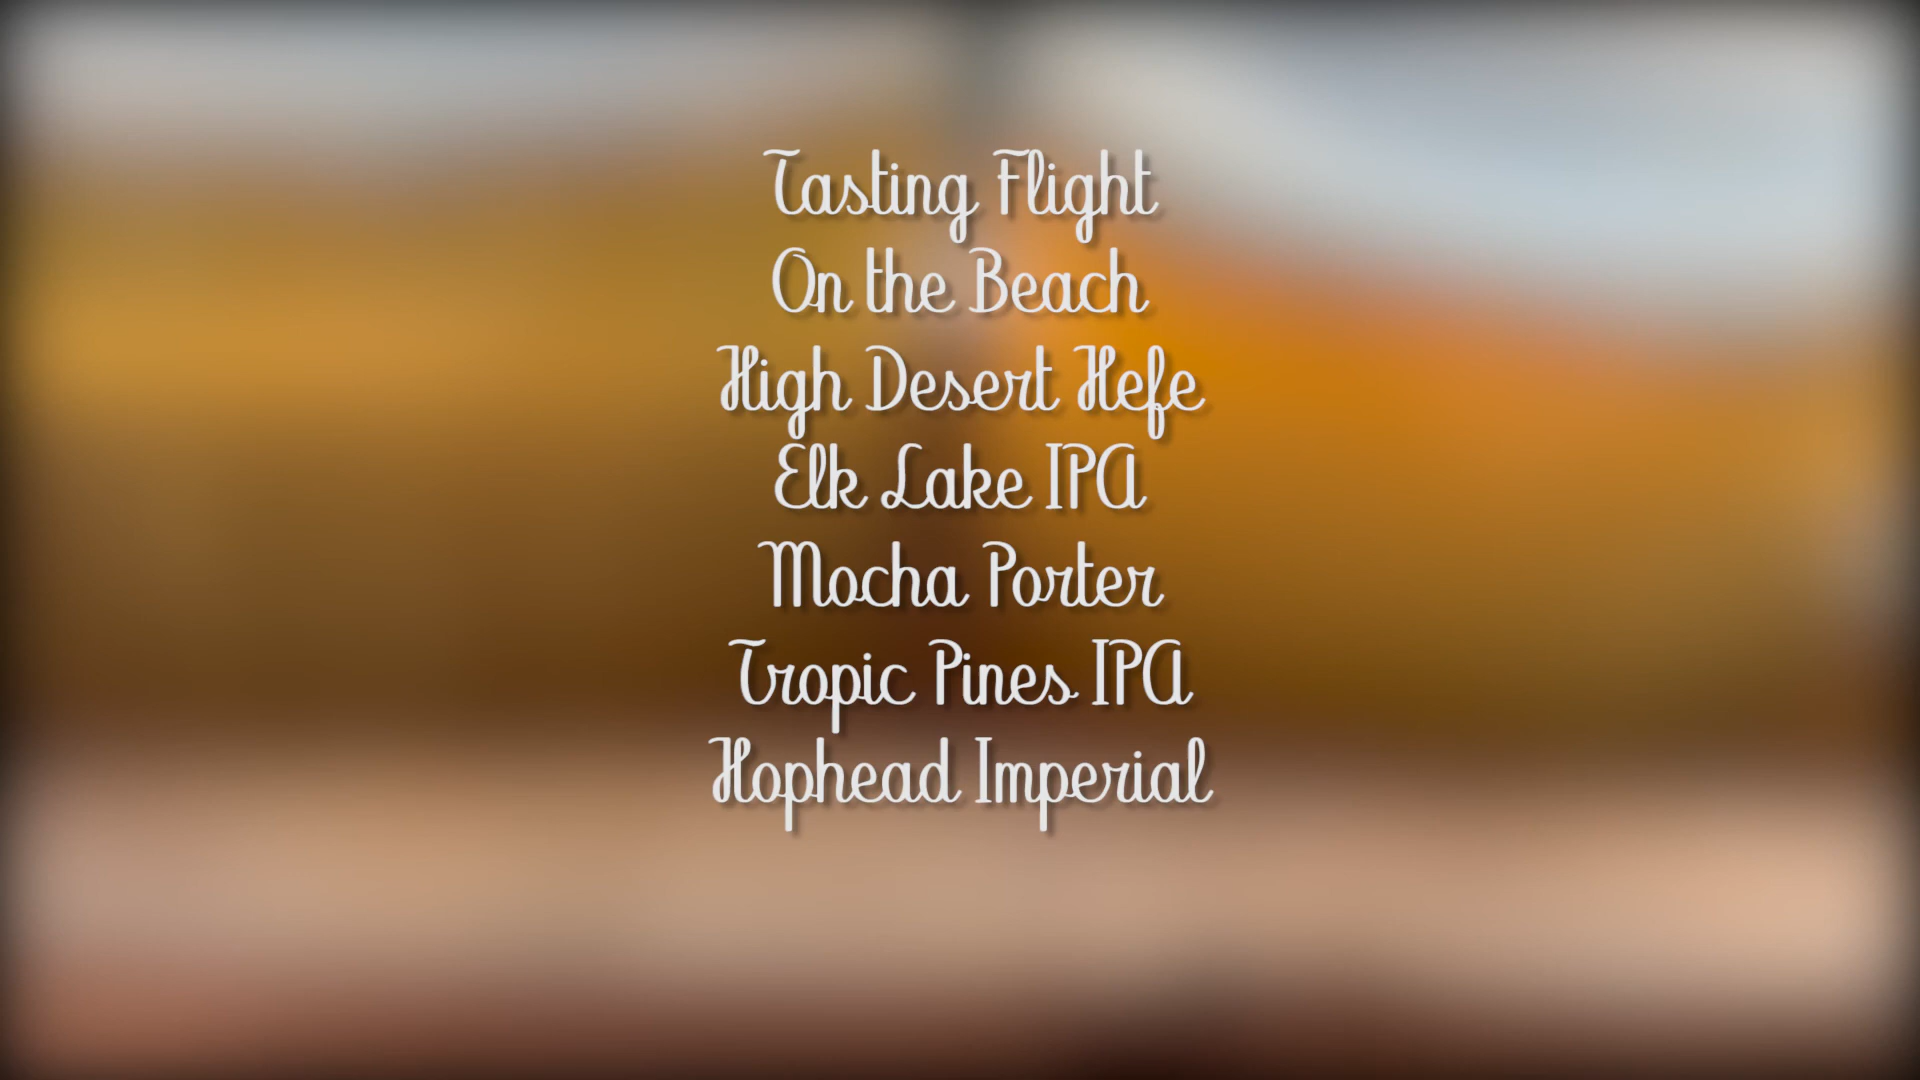 Tasting Flight
On the Beach
High Desert Hefe
Elk Lake IPA
Mocha Porter
Tropic Pines IPA
Hophead Imperial